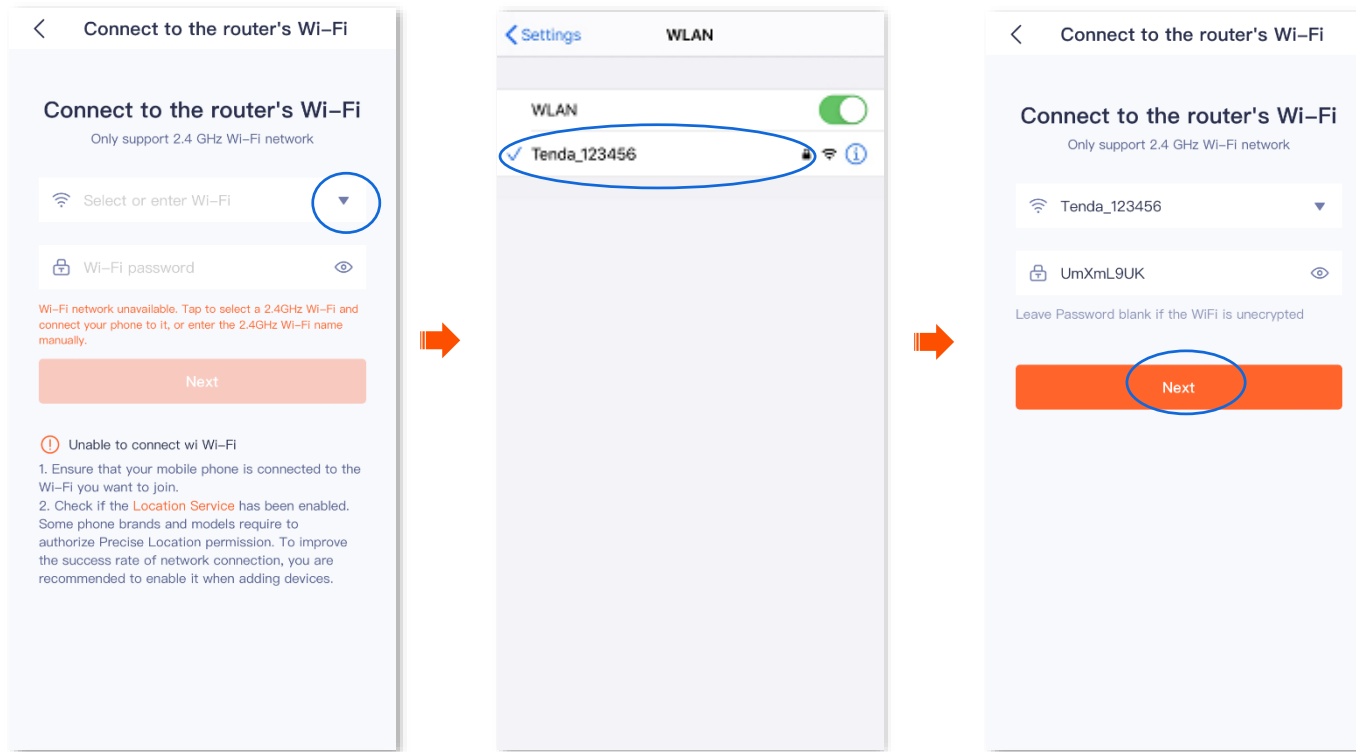 Connect to the router's Wi-Fi
Connect to the router's Wi-Fi
Only support 2.4 GHz Wi-Fi network
Select or enter Wi-Fi
Wi-Fi password
Wi-Fi network unavailable. Tap to select a 2.4GHz Wi-Fi and
connect your phone to it, or enter the 2.4GHz Wi-Fi name
manually.
Next
Unable to connect wi Wi-Fi
1. Ensure that your mobile phone is connected to the
Wi-Fi you want to join.
2. Check if the Location Service has been enabled.
Some phone brands and models require to
authorize Precise Location permission. To improve
the success rate of network connection, you are
recommended to enable it when adding devices.
Settings
WLAN
WLAN
Tenda_123456
Connect to the router's Wi-Fi
Connect to the router's Wi-Fi
Only support 2.4 GHz Wi-Fi network
Tenda_123456
UmXmL9UK
Leave Password blank if the WiFi is unecrypted
Next